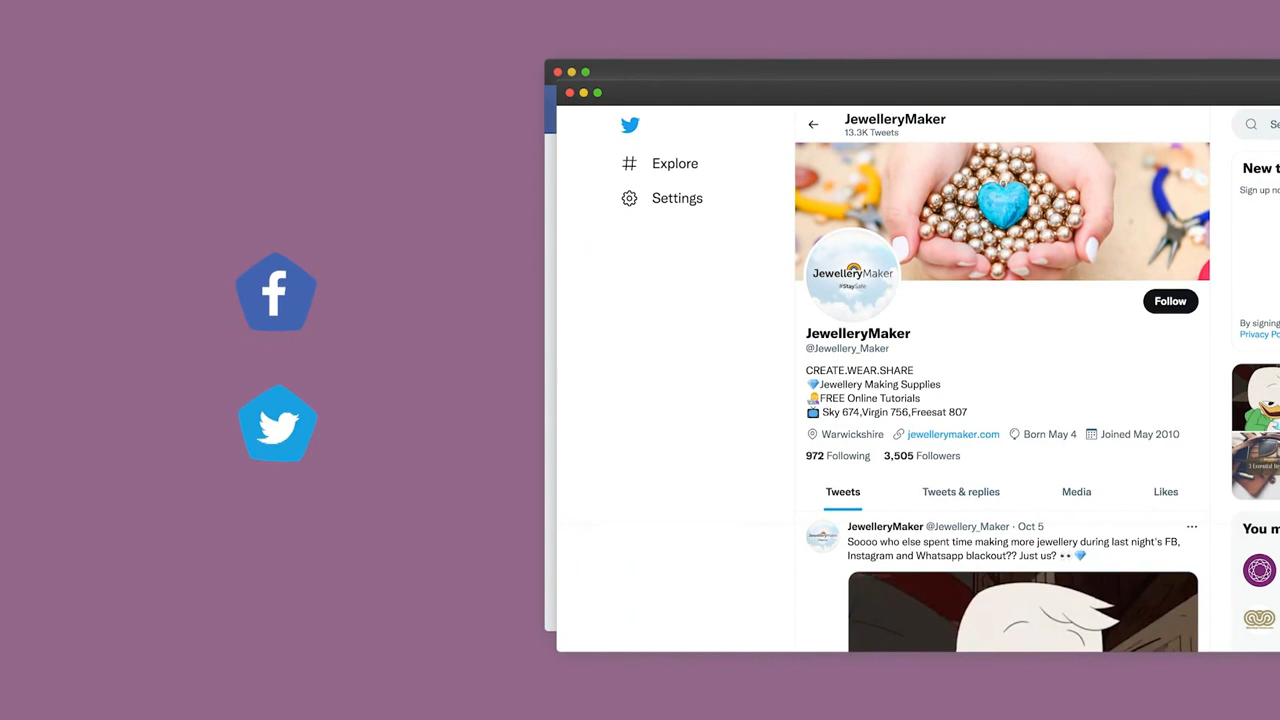 JewelleryMaker
13.3K Tweets
Explore
Settings
Se
New t
Sign up no
JewelleryMaker
#StaySafe
Follow
JewelleryMaker
@Jewellery_Maker
CREATE.WEAR.SHARE
💎Jewellery Making Supplies
👩‍🎨FREE Online Tutorials
📺 Sky 674,Virgin 756,Freesat 807
Warwickshire jewellerymaker.com Born May 4 Joined May 2010
972 Following 3,505 Followers
By signing
Privacy Po
Tweets Tweets & replies Media Likes
JewelleryMaker @Jewellery_Maker · Oct 5
Soooo who else spent time making more jewellery during last night's FB,
Instagram and Whatsapp blackout?? Just us? 👀 💎
You m